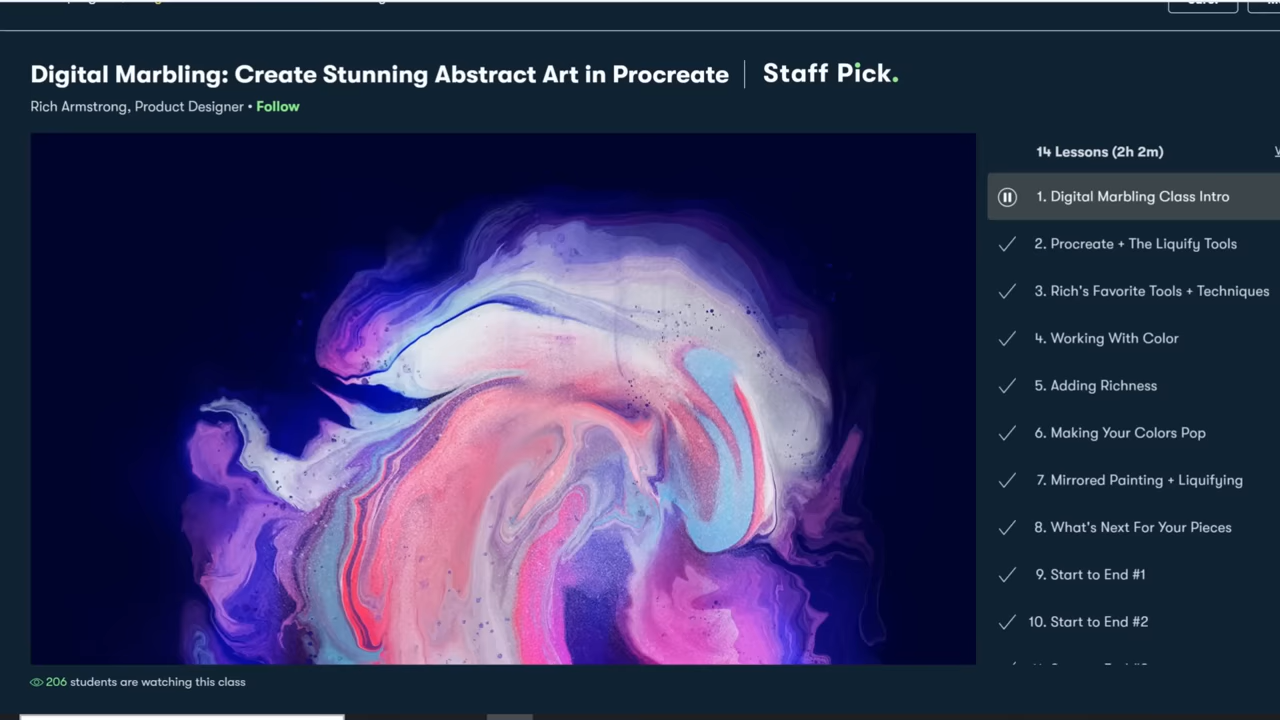 Digital Marbling: Create Stunning Abstract Art in Procreate | Staff Pick.
Rich Armstrong, Product Designer • Follow
14 Lessons (2h 2m)
1. Digital Marbling Class Intro
2. Procreate + The Liquify Tools
3. Rich's Favorite Tools + Techniques
4. Working With Color
5. Adding Richness
6. Making Your Colors Pop
7. Mirrored Painting + Liquifying
8. What's Next For Your Pieces
9. Start to End #1
10. Start to End #2
206 students are watching this class